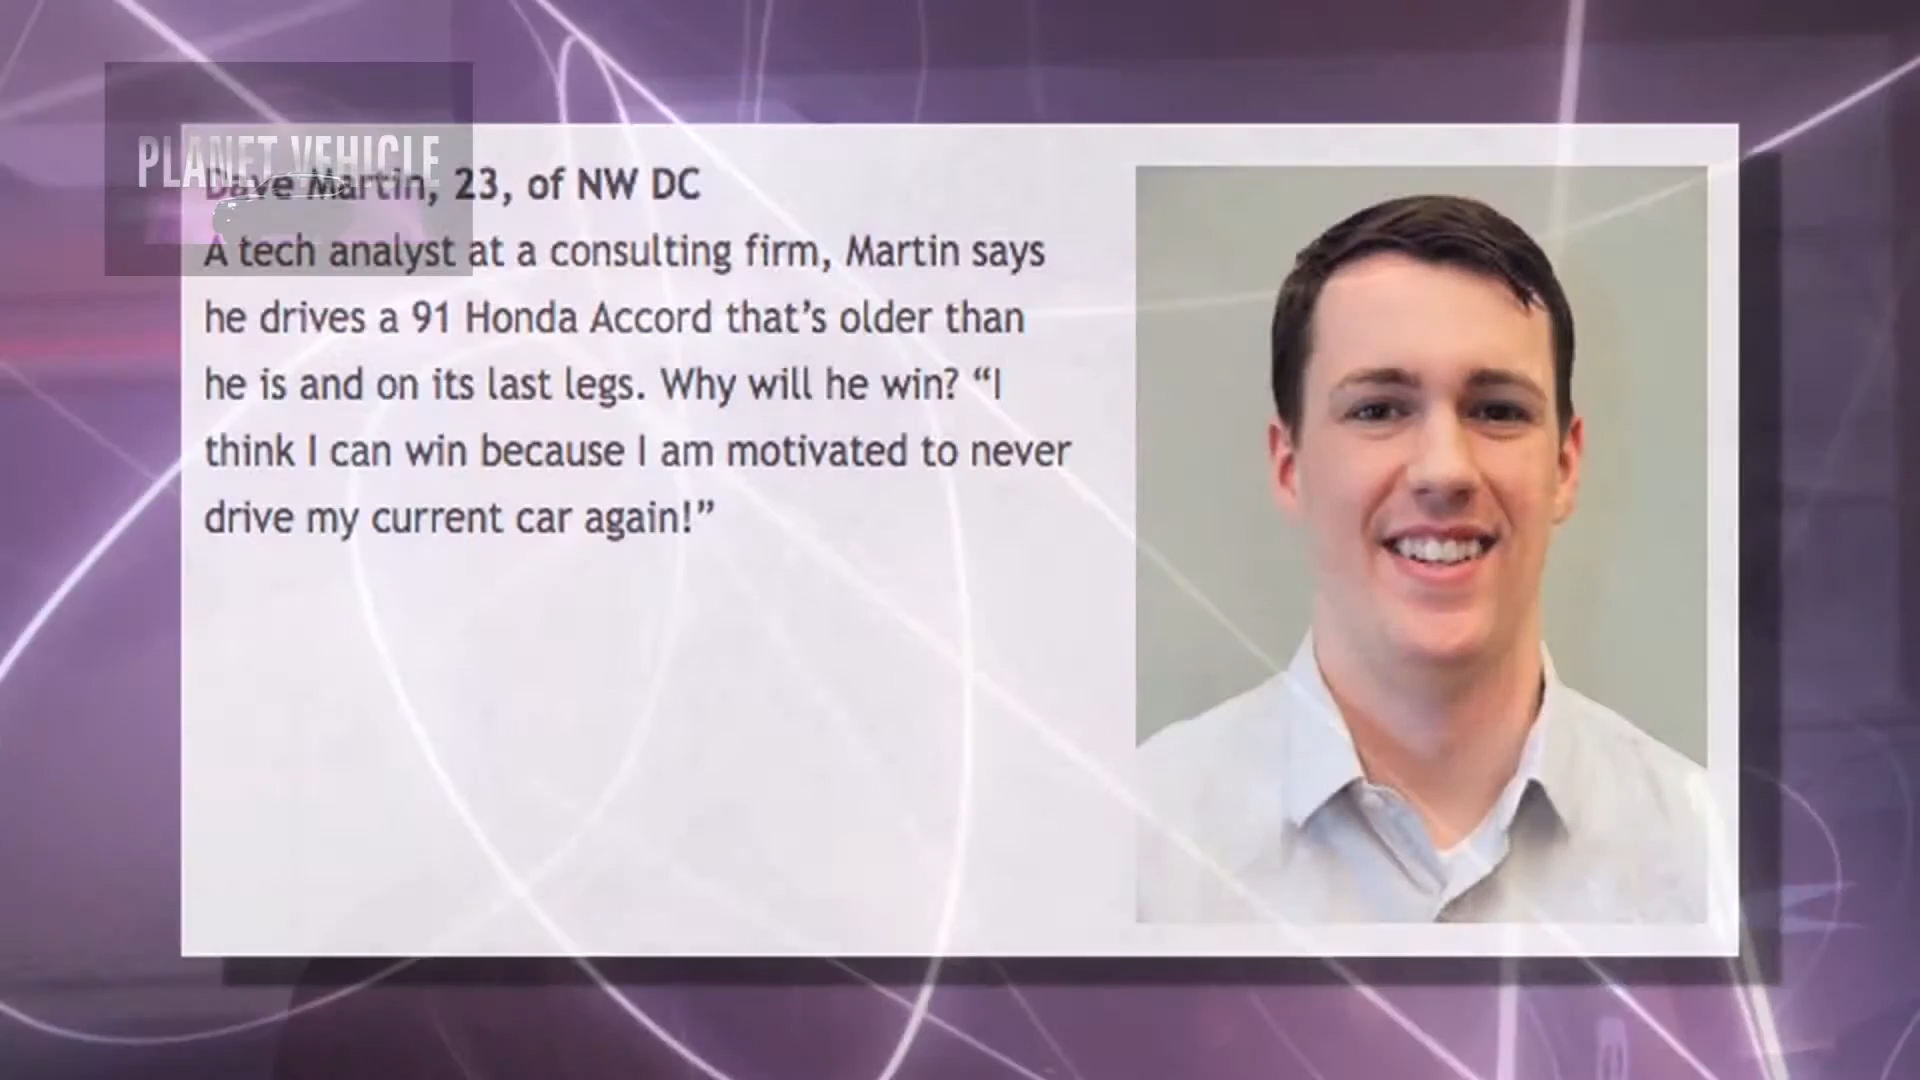 PLANET VEHICLE
Dave Martin, 23, of NW DC
A tech analyst at a consulting firm, Martin says
he drives a 91 Honda Accord that’s older than
he is and on its last legs. Why will he win? “I
think I can win because I am motivated to never
drive my current car again!”